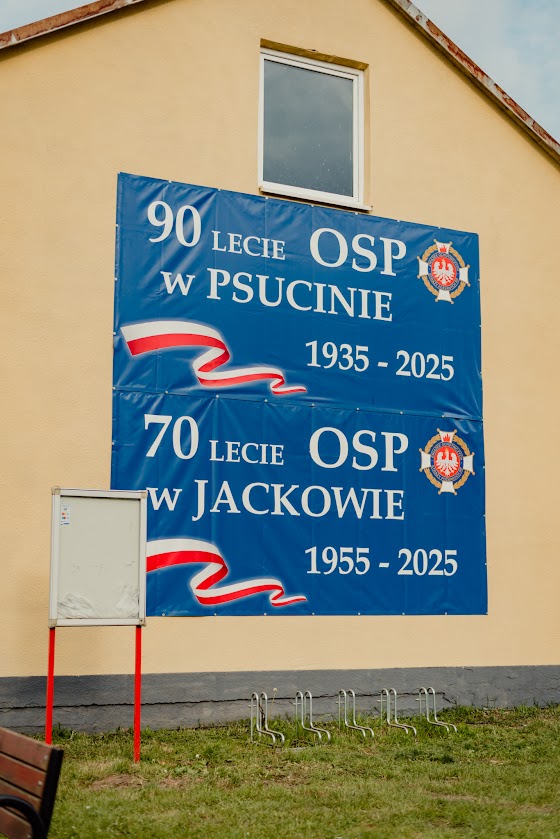 90 LECIE OSP
w PSUCINIE
1935 - 2025
70 LECIE OSP
w JACKOWIE
1955 - 2025